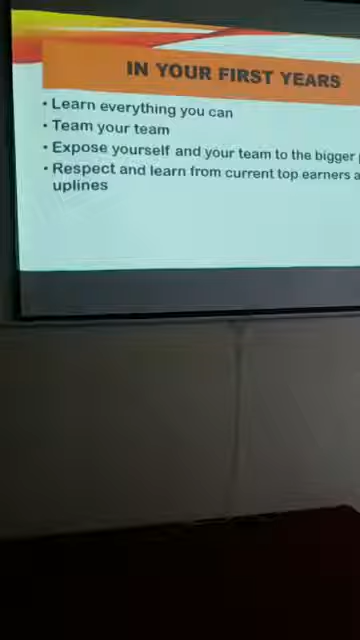 IN YOUR FIRST YEARS
• Learn everything you can
• Team your team
• Expose yourself and your team to the bigger
• Respect and learn from current top earners
uplines